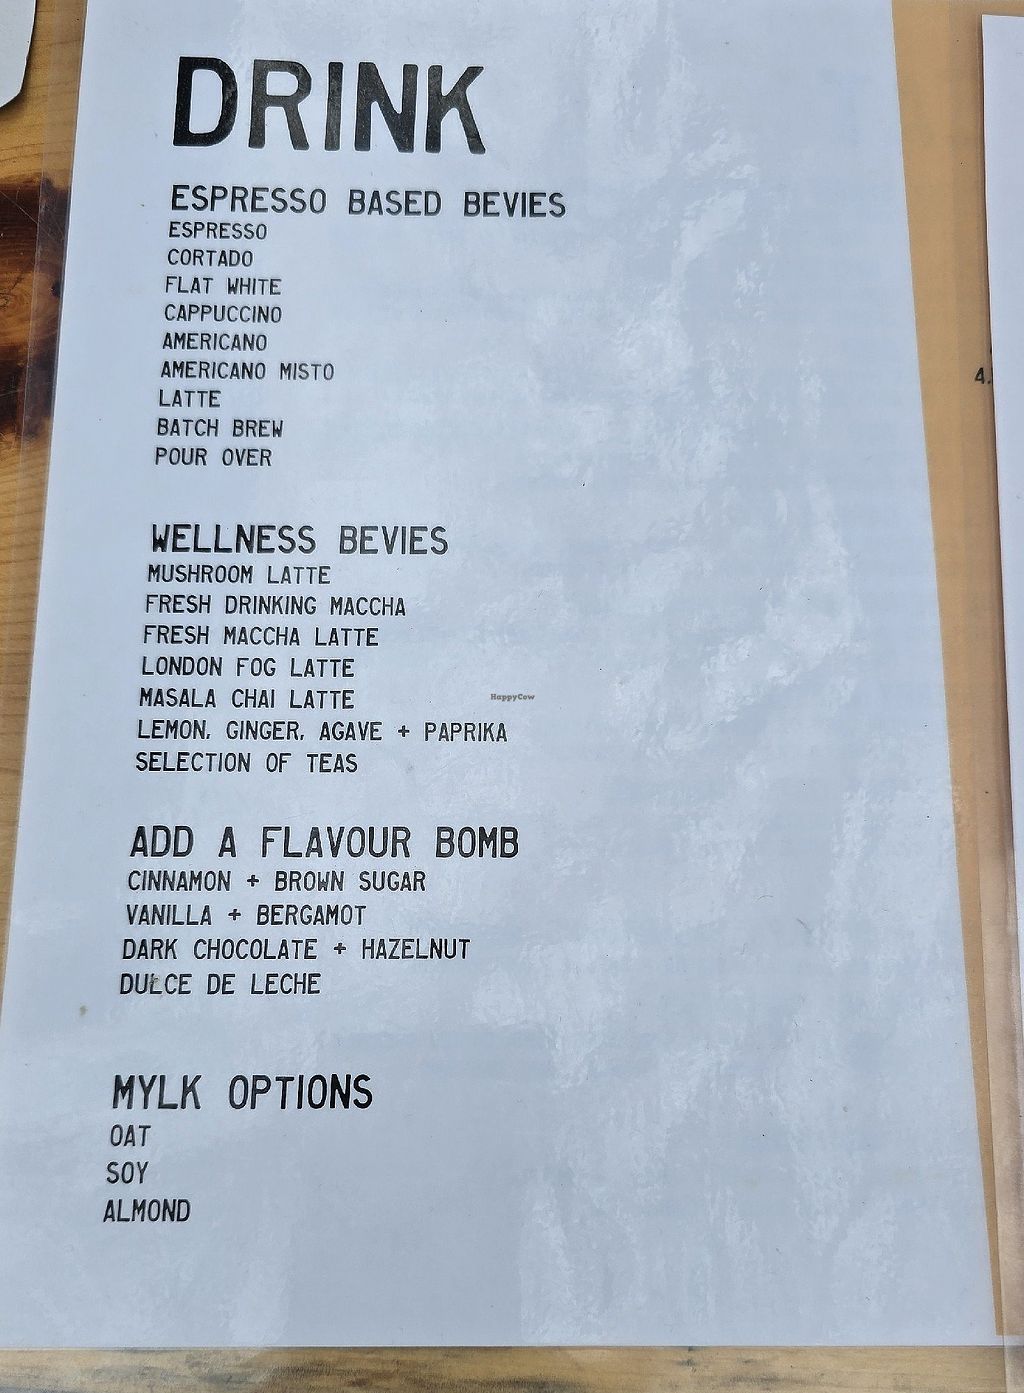 DRINK
ESPRESSO BASED BEVIES
ESPRESSO
CORTADO
FLAT WHITE
CAPPUCCINO
AMERICANO
AMERICANO MISTO
LATTE
BATCH BREW
POUR OVER
WELLNESS BEVIES
MUSHROOM LATTE
FRESH DRINKING MACCHA
FRESH MACCHA LATTE
LONDON FOG LATTE
MASALA CHAI LATTE
LEMON, GINGER, AGAVE + PAPRIKA
SELECTION OF TEAS
ADD A FLAVOUR BOMB
CINNAMON + BROWN SUGAR
VANILLA + BERGAMOT
DARK CHOCOLATE + HAZELNUT
DULCE DE LECHE
MYLK OPTIONS
OAT
SOY
ALMOND
4.
HappyCow